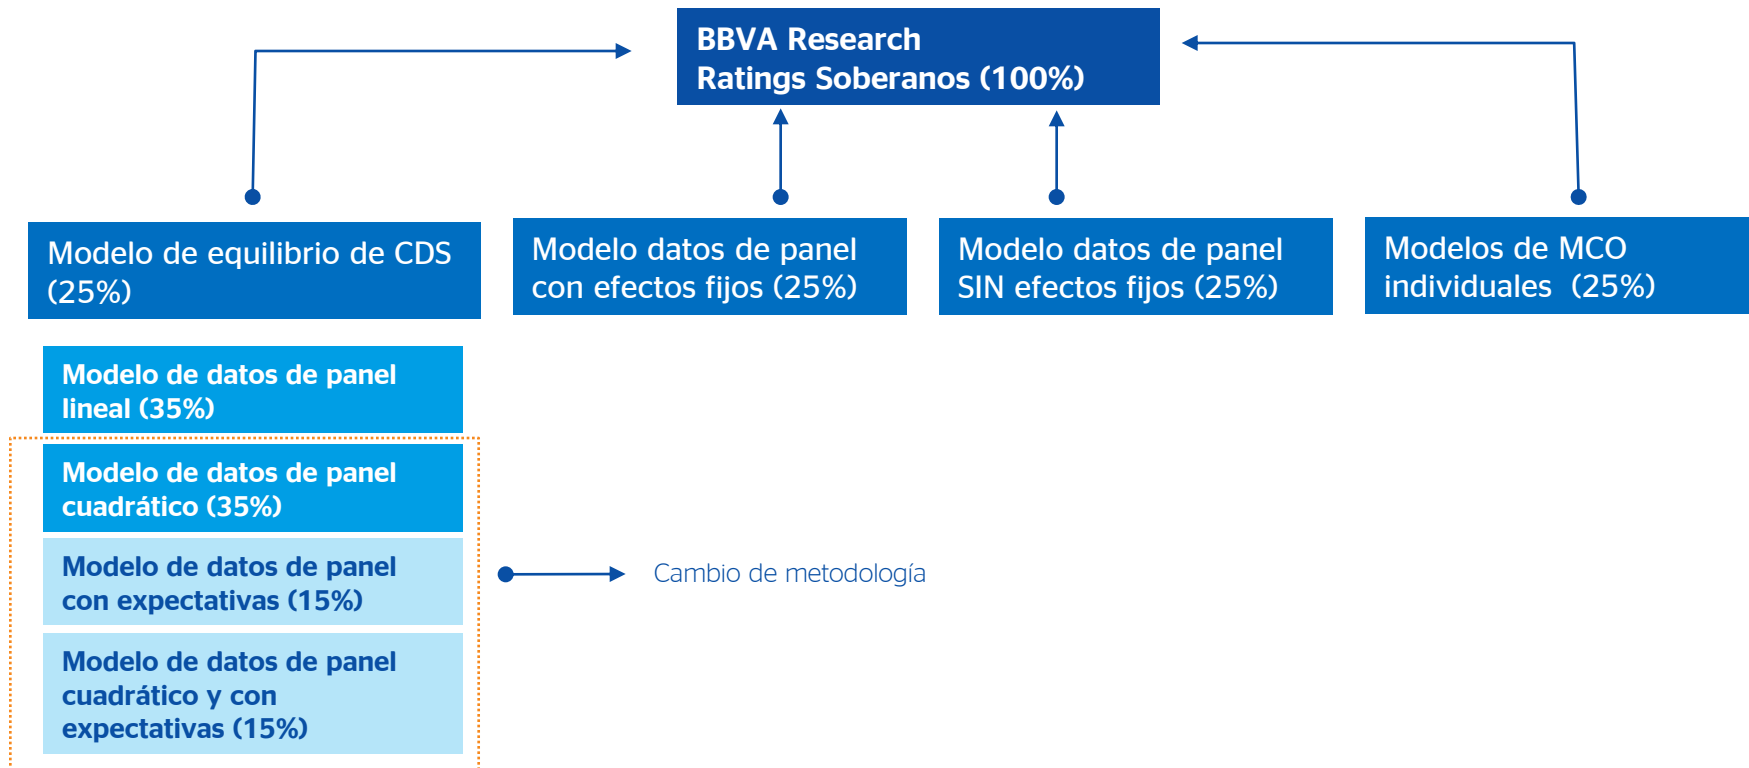 BBVA Research
Ratings Soberanos (100%)
Modelo de equilibrio de CDS
(25%)
Modelo datos de panel
con efectos fijos (25%)
Modelo datos de panel
SIN efectos fijos (25%)
Modelos de MCO
individuales (25%)
Modelo de datos de panel
lineal (35%)
Modelo de datos de panel
cuadrático (35%)
Modelo de datos de panel
con expectativas (15%)
Cambio de metodología
Modelo de datos de panel
cuadrático y con
expectativas (15%)